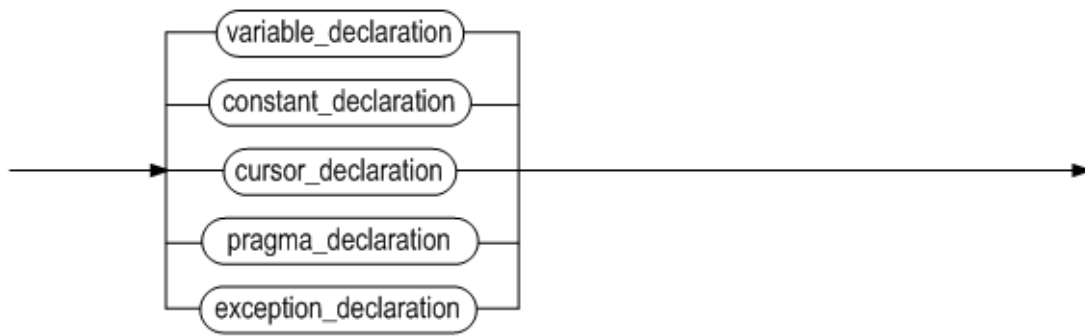 variable_declaration
constant_declaration
cursor_declaration
pragma_declaration
exception_declaration